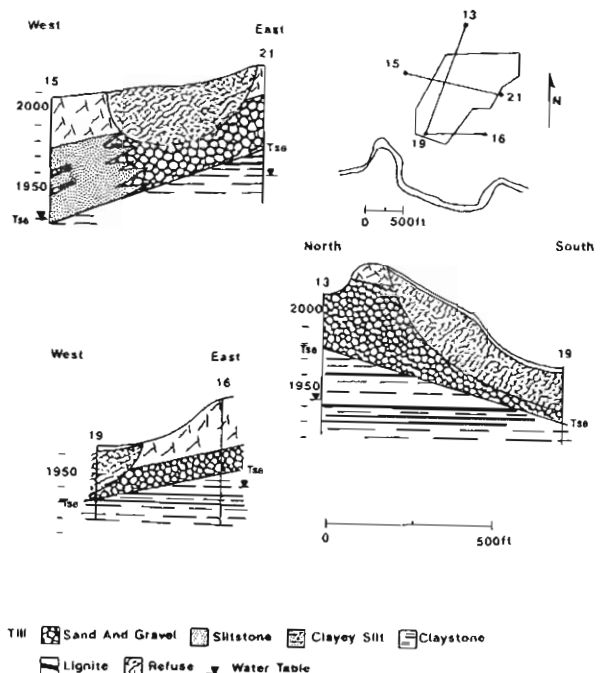 West
East
15
21
2000
1950
Tse
Tse
13
15
21
19
16
N
0 500ft
North
South
13
19
2000
1950
Tse
Tse
West
East
16
19
1950
Tse
Tse
0 500ft
Till Sand And Gravel Siltstone Clayey Silt Claystone
Lignite Refuse Water Table